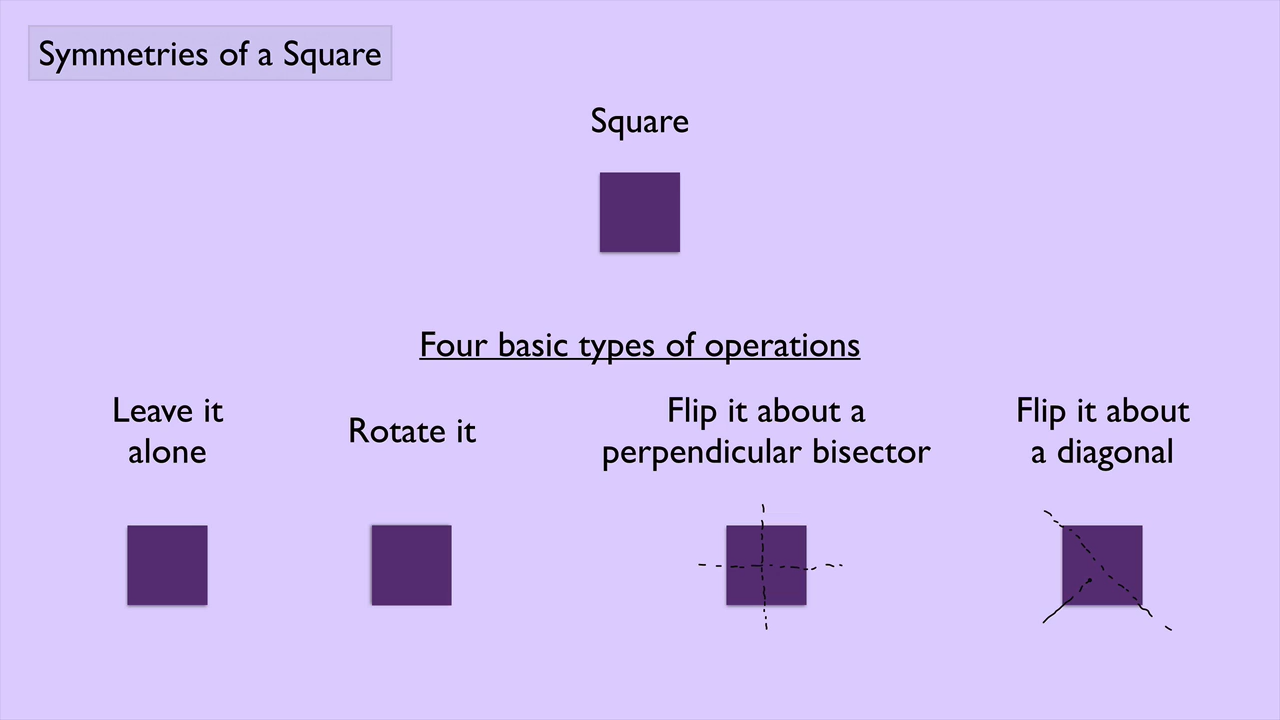 Symmetries of a Square
Square
Four basic types of operations
Leave it
alone
Rotate it
Flip it about a
perpendicular bisector
Flip it about
a diagonal